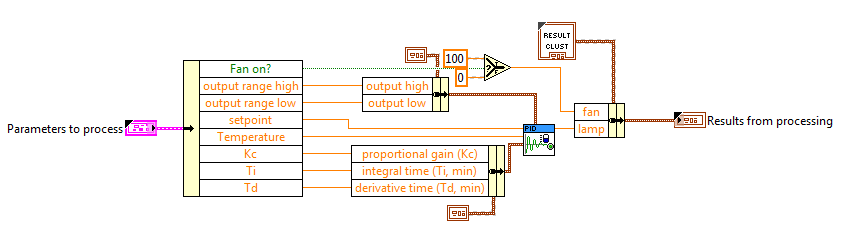 RESULT
CLUST
100
0
Fan on?
output range high
output range low
setpoint
Temperature
Kc
Ti
Td
output high
output low
proportional gain (Kc)
integral time (Ti, min)
derivative time (Td, min)
PID
fan
lamp
Parameters to process
Results from processing